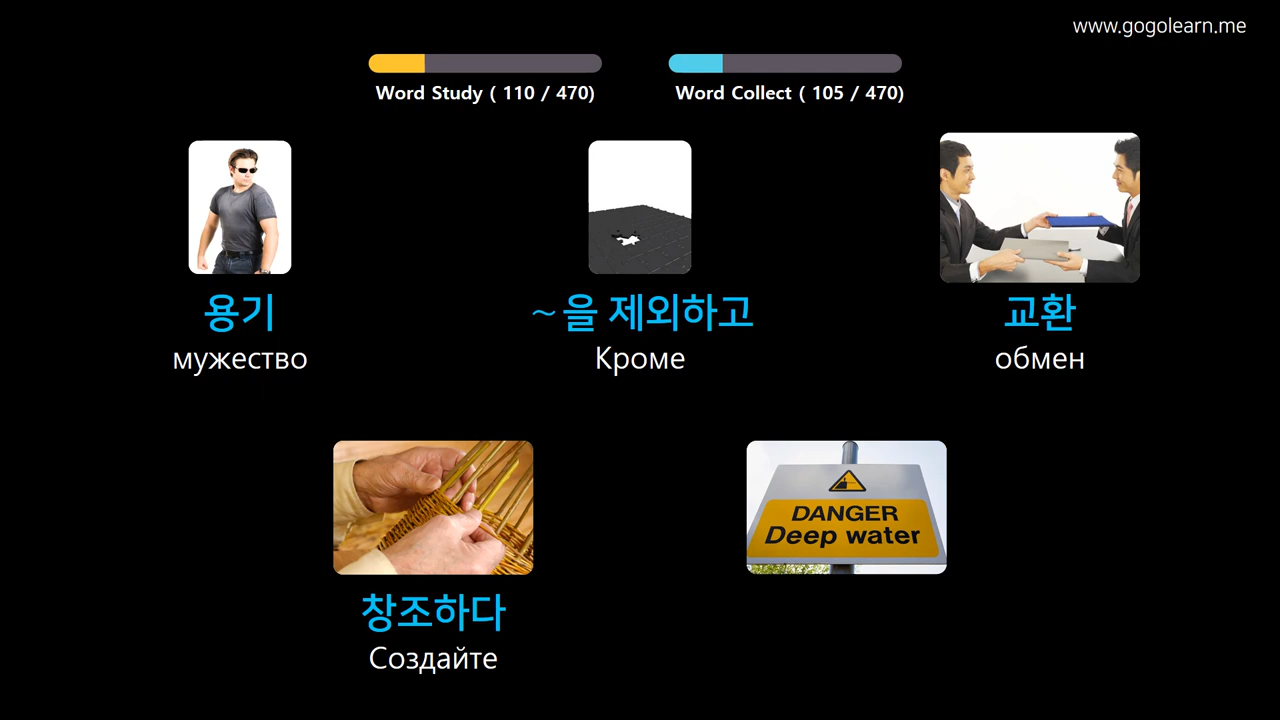 www.gogolearn.me
Word Study ( 110 / 470)
Word Collect ( 105 / 470)
용기
мужество
~을 제외하고
Кроме
교환
обмен
창조하다
Создайте
DANGER
Deep water